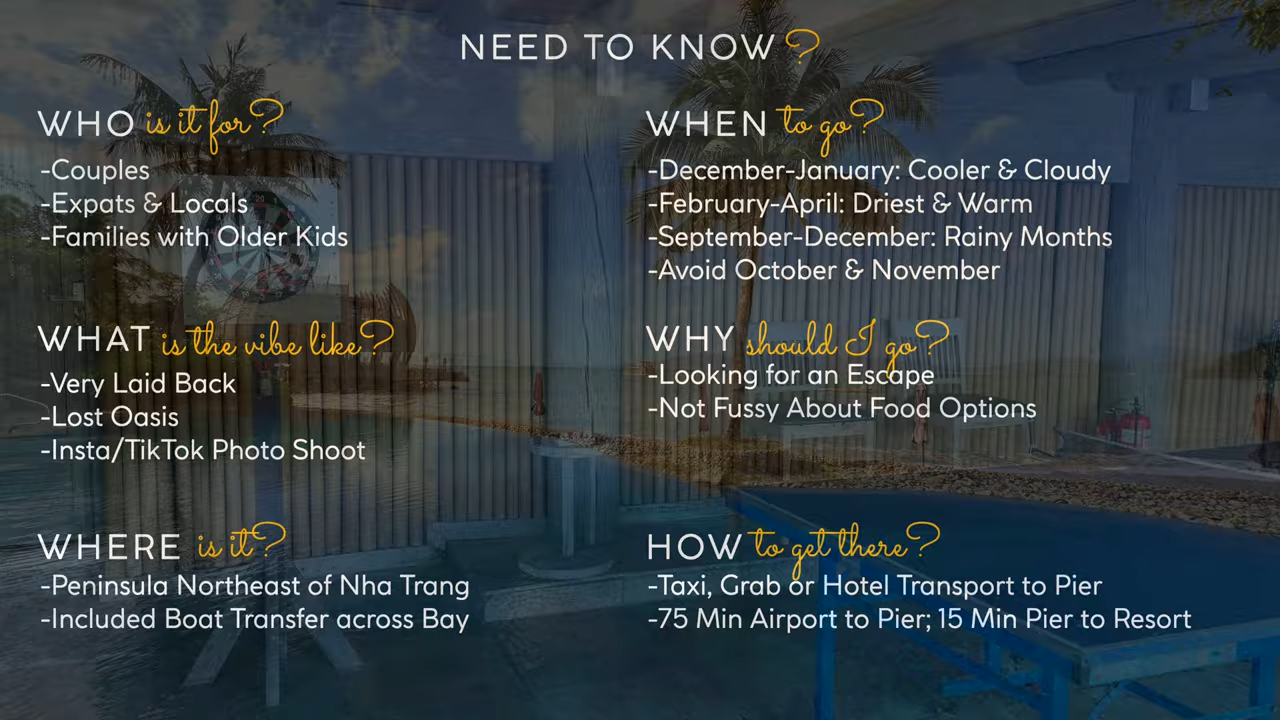 NEED TO KNOW?
WHO is it for?
-Couples
-Expats & Locals
-Families with Older Kids
WHAT is the vibe like?
-Very Laid Back
-Lost Oasis
-Insta/TikTok Photo Shoot
WHERE is it?
-Peninsula Northeast of Nha Trang
-Included Boat Transfer across Bay
WHEN to go?
-December-January: Cooler & Cloudy
-February-April: Driest & Warm
-September-December: Rainy Months
-Avoid October & November
WHY should I go?
-Looking for an Escape
-Not Fussy About Food Options
HOW to get there?
-Taxi, Grab or Hotel Transport to Pier
-75 Min Airport to Pier; 15 Min Pier to Resort